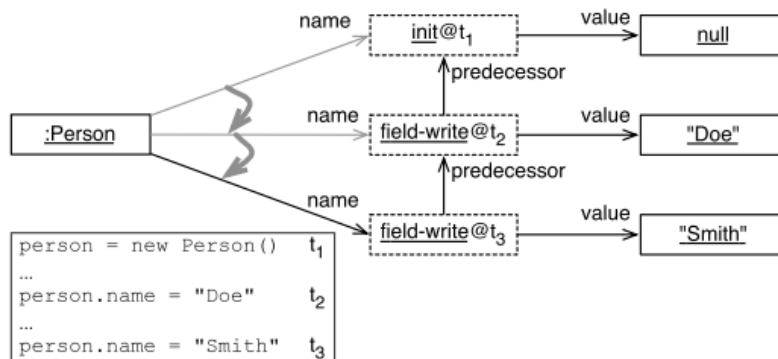 name init@t1 value null
predecessor
:Person name field-write@t2 value "Doe"
predecessor
name field-write@t3 value "Smith"
person = new Person() t1
...
person.name = "Doe" t2
...
person.name = "Smith" t3